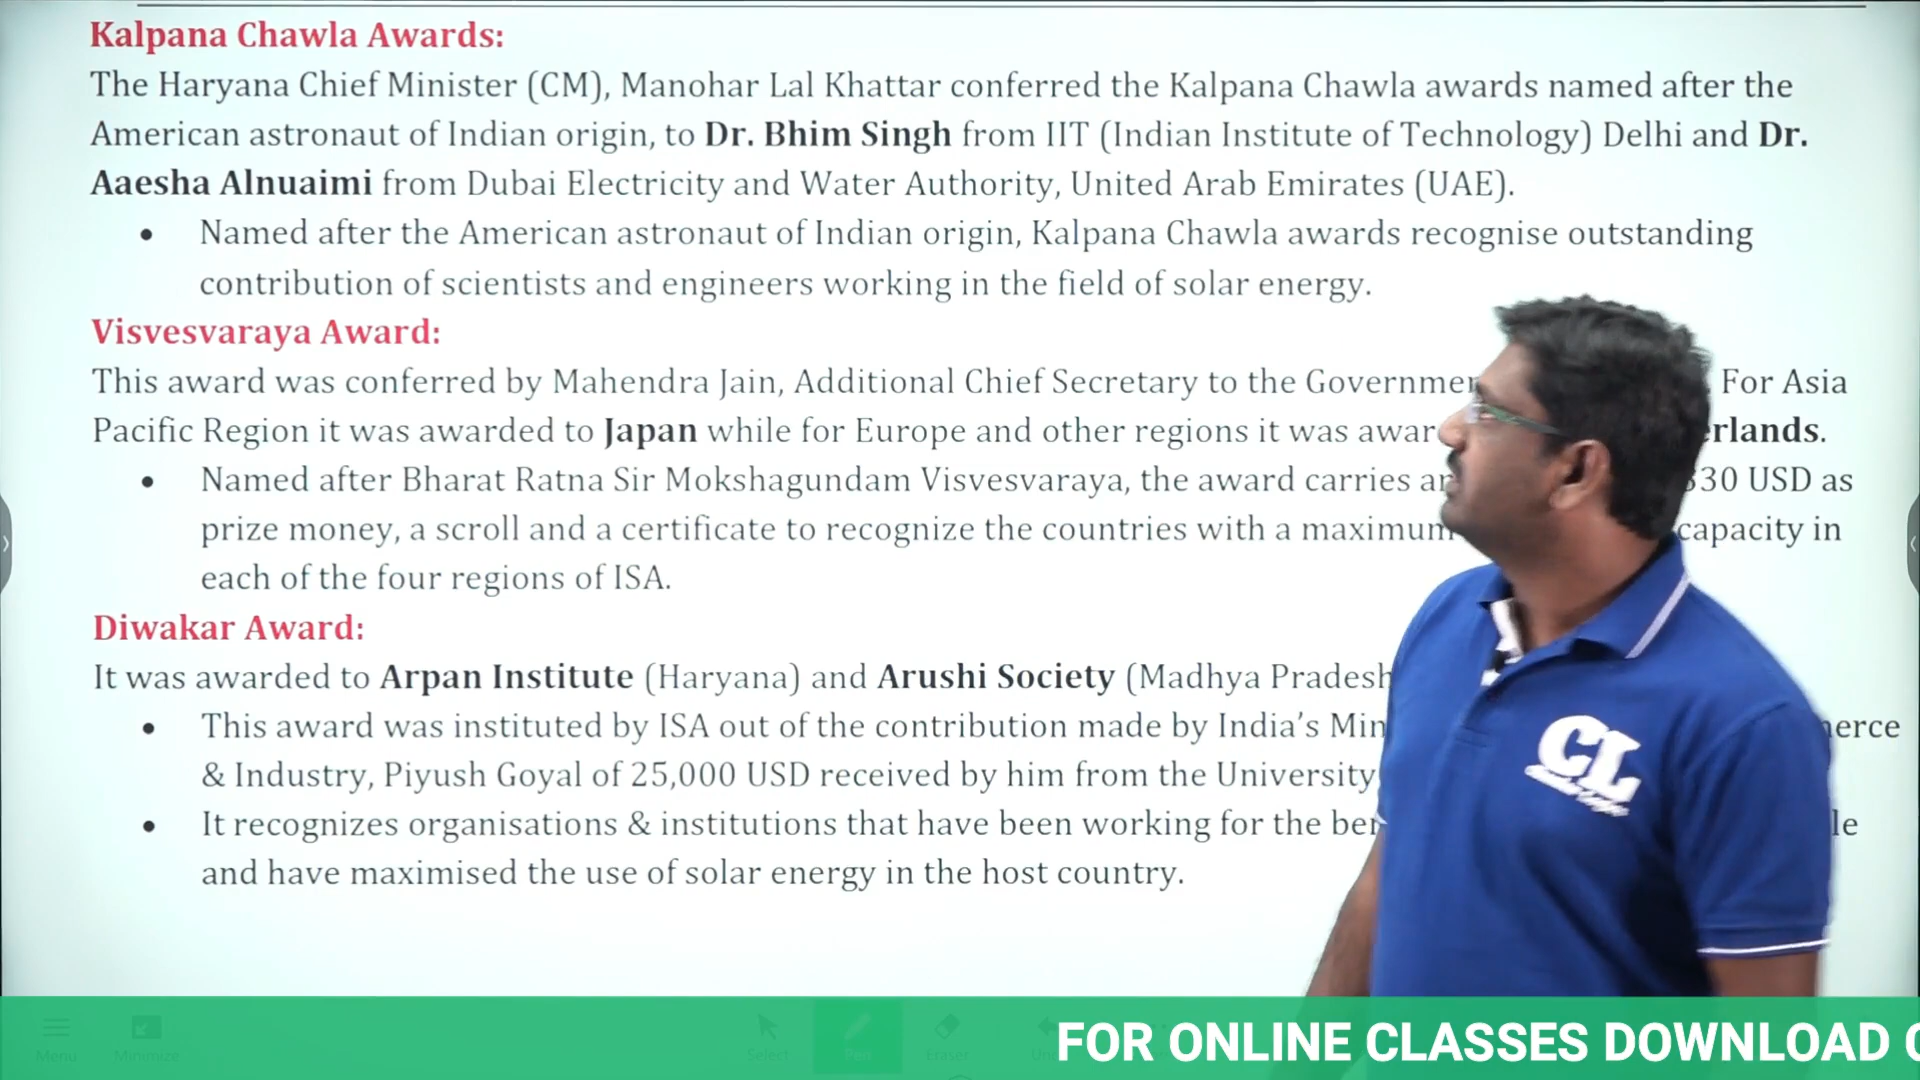 Kalpana Chawla Awards:
The Haryana Chief Minister (CM), Manohar Lal Khattar conferred the Kalpana Chawla awards named after the
American astronaut of Indian origin, to Dr. Bhim Singh from IIT (Indian Institute of Technology) Delhi and Dr.
Aaesha Alnuaimi from Dubai Electricity and Water Authority, United Arab Emirates (UAE).
• Named after the American astronaut of Indian origin, Kalpana Chawla awards recognise outstanding
contribution of scientists and engineers working in the field of solar energy.
Visvesvaraya Award:
This award was conferred by Mahendra Jain, Additional Chief Secretary to the For Asia
Pacific Region it was awarded to Japan while for Europe and other regions it was
• Named after Bharat Ratna Sir Mokshagundam Visvesvaraya, the award carries USD as
prize money, a scroll and a certificate to recognize the countries with a maximum capacity in
each of the four regions of ISA.
Diwakar Award:
It was awarded to Arpan Institute (Haryana) and Arushi Society (Madhya Pradesh
• This award was instituted by ISA out of the contribution made by India's
& Industry, Piyush Goyal of 25,000 USD received by him from the University
• It recognizes organisations & institutions that have been working for the
and have maximised the use of solar energy in the host country.
CL
Menu Minimize Select Pen Eraser
FOR ONLINE CLASSES DOWNLOAD